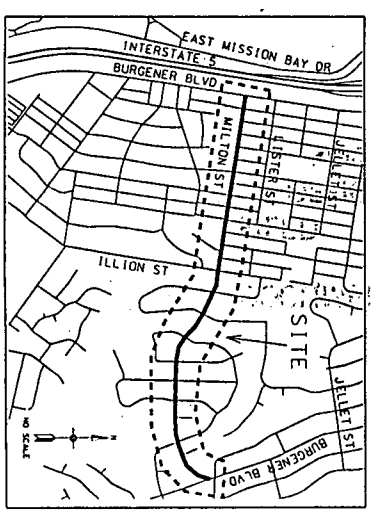 EAST MISSION BAY DR
INTERSTATE 5
BURGENER BLVD
JELLET ST
LISTER ST
MILTON ST
ILLION ST
SITE
JELLET ST
BURGENER BLVD
N
NO SCALE